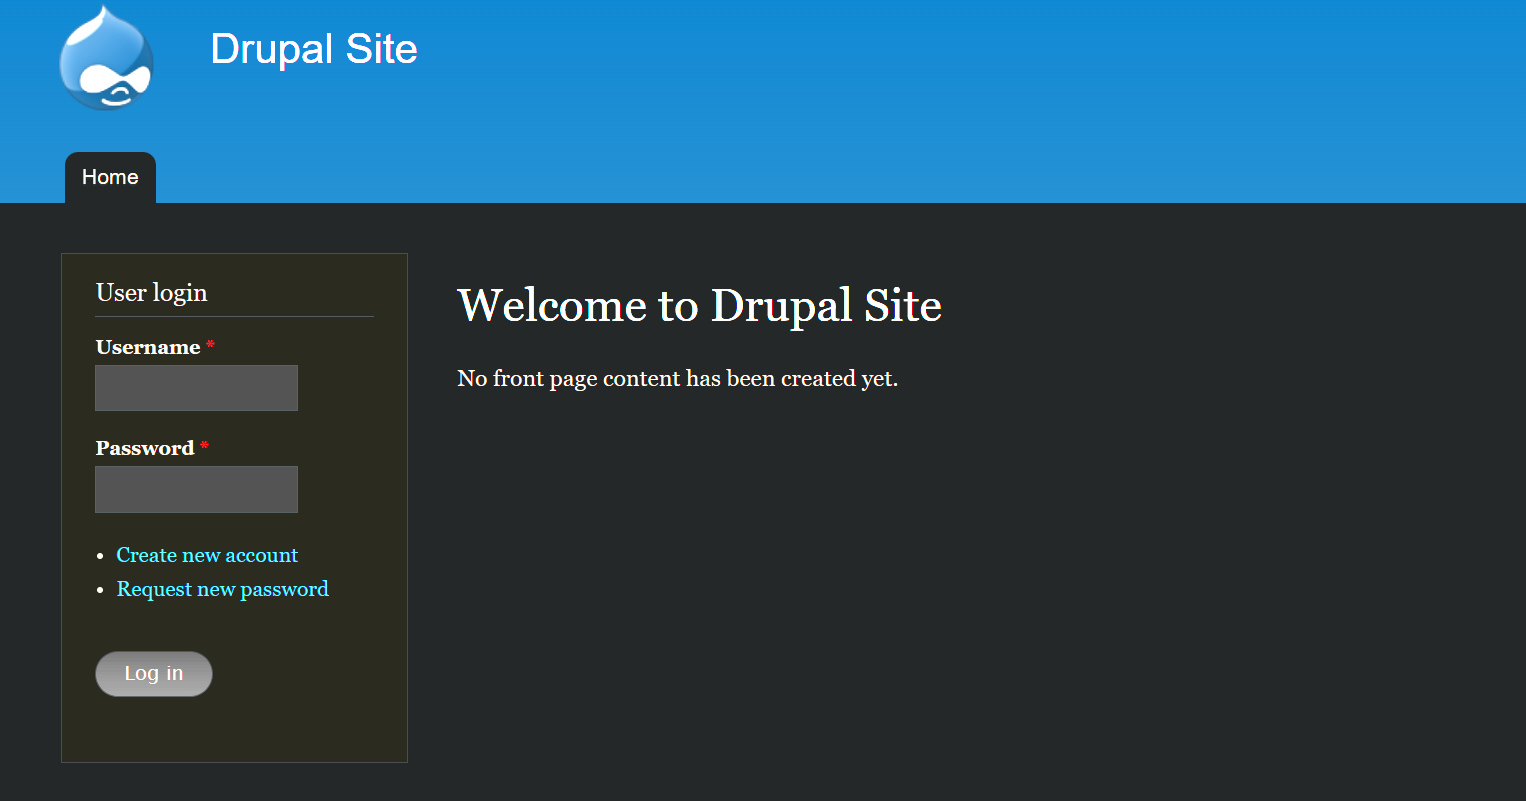 Drupal Site
Home
User login
Username *
Password *
Create new account
Request new password
Log in
Welcome to Drupal Site
No front page content has been created yet.